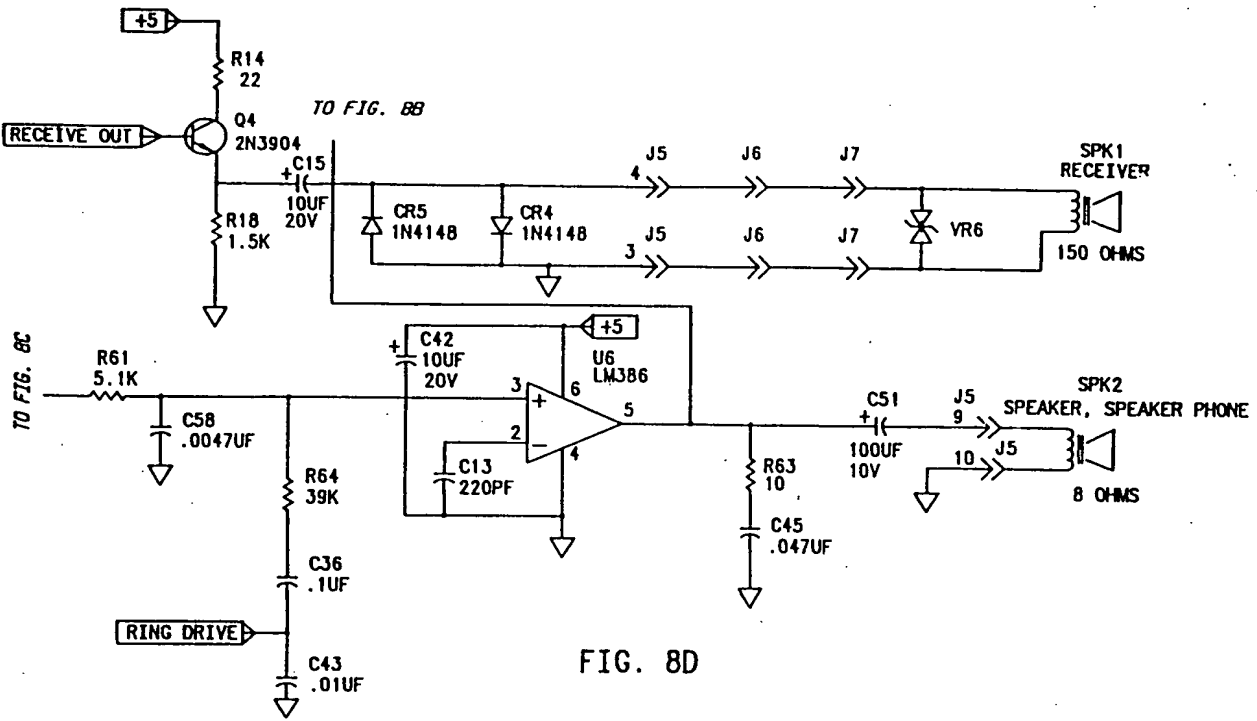 +5
R14
22
TO FIG. 8B
Q4
2N3904
RECEIVE OUT
+
C15
10UF
20V
R18
1.5K
CR5
1N4148
CR4
1N4148
J5
J6
J7
4
SPK1
RECEIVER
J5
J6
J7
3
VR6
150 OHMS
TO FIG. 8C
R61
5.1K
C58
.0047UF
+
C42
10UF
20V
+5
U6
LM386
3
+
6
5
2
−
4
C13
220PF
R64
39K
C36
.1UF
RING DRIVE
C43
.01UF
R63
10
C45
.047UF
C51
+
100UF
10V
J5
9
10
J5
SPK2
SPEAKER, SPEAKER PHONE
8 OHMS
FIG. 8D